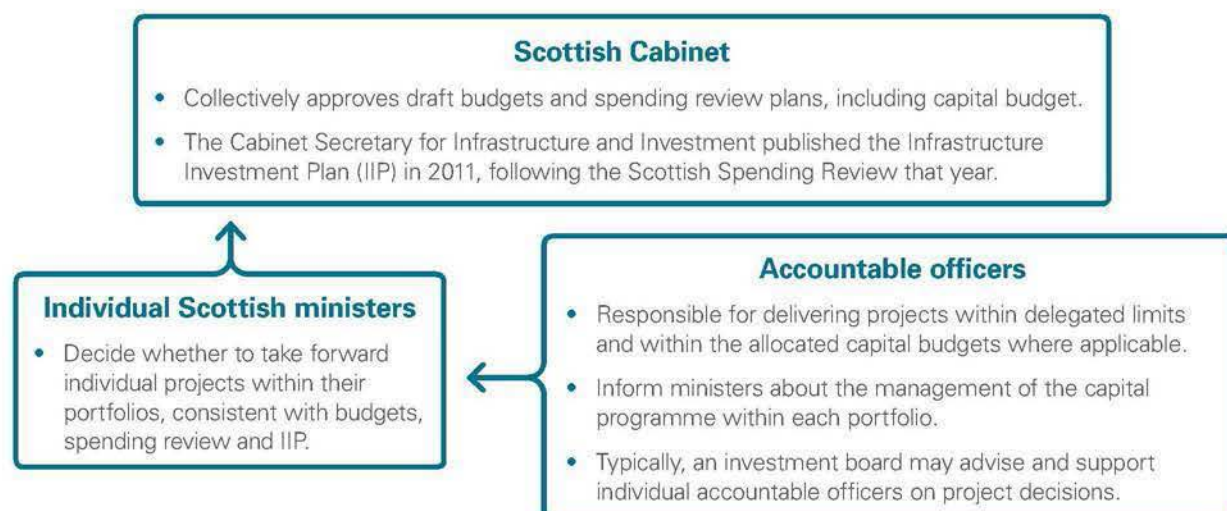 Scottish Cabinet
• Collectively approves draft budgets and spending review plans, including capital budget.
• The Cabinet Secretary for Infrastructure and Investment published the Infrastructure
Investment Plan (IIP) in 2011, following the Scottish Spending Review that year.
Individual Scottish ministers
• Decide whether to take forward
individual projects within their
portfolios, consistent with budgets,
spending review and IIP.
Accountable officers
• Responsible for delivering projects within delegated limits
and within the allocated capital budgets where applicable.
• Inform ministers about the management of the capital
programme within each portfolio.
• Typically, an investment board may advise and support
individual accountable officers on project decisions.